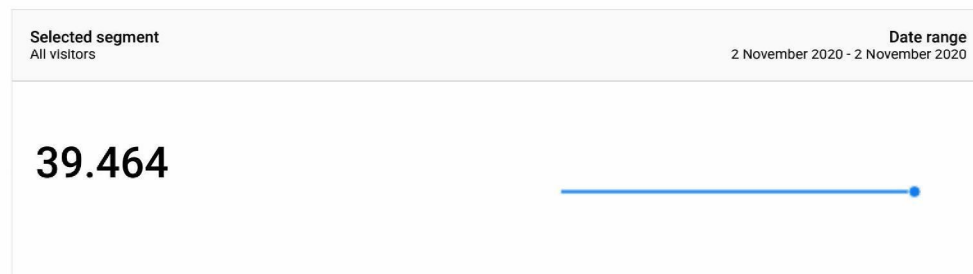 Selected segment
All visitors
Date range
2 November 2020 - 2 November 2020
39.464